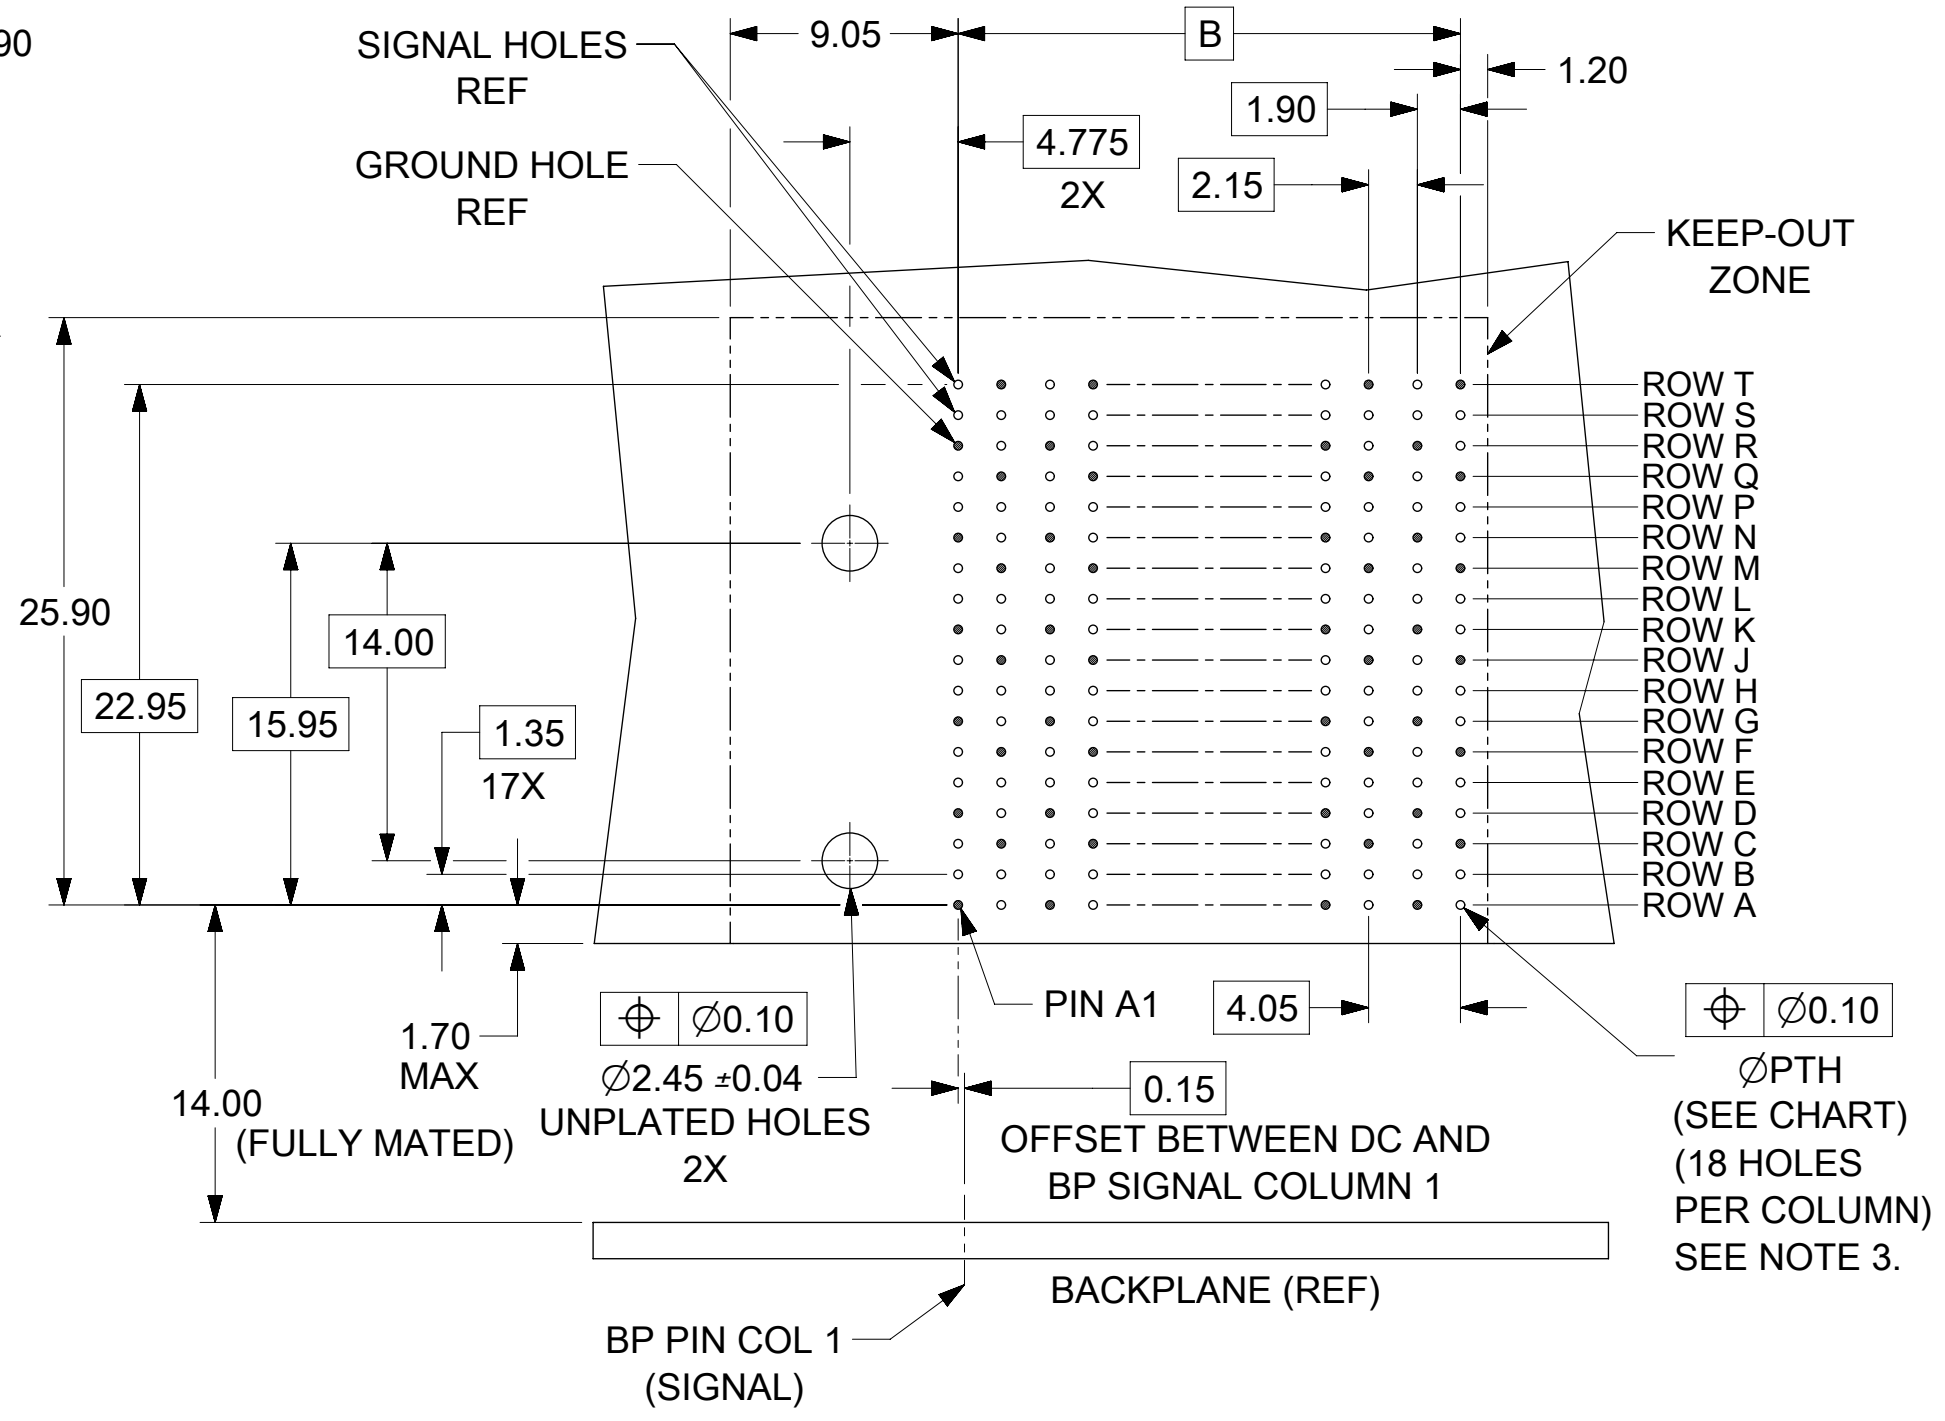 90
SIGNAL HOLES
REF
9.05
B
1.20
1.90
4.775
2X
GROUND HOLE
REF
2.15
KEEP-OUT
ZONE
ROW T
ROW S
ROW R
ROW Q
ROW P
ROW N
ROW M
ROW L
ROW K
ROW J
ROW H
ROW G
ROW F
ROW E
ROW D
ROW C
ROW B
ROW A
25.90
22.95
15.95
14.00
1.35
17X
1.70
MAX
14.00
(FULLY MATED)
⌖ ∅0.10
∅2.45 ±0.04
UNPLATED HOLES
2X
PIN A1
4.05
0.15
OFFSET BETWEEN DC AND
BP SIGNAL COLUMN 1
⌖ ∅0.10
∅PTH
(SEE CHART)
(18 HOLES
PER COLUMN)
SEE NOTE 3.
BACKPLANE (REF)
BP PIN COL 1
(SIGNAL)